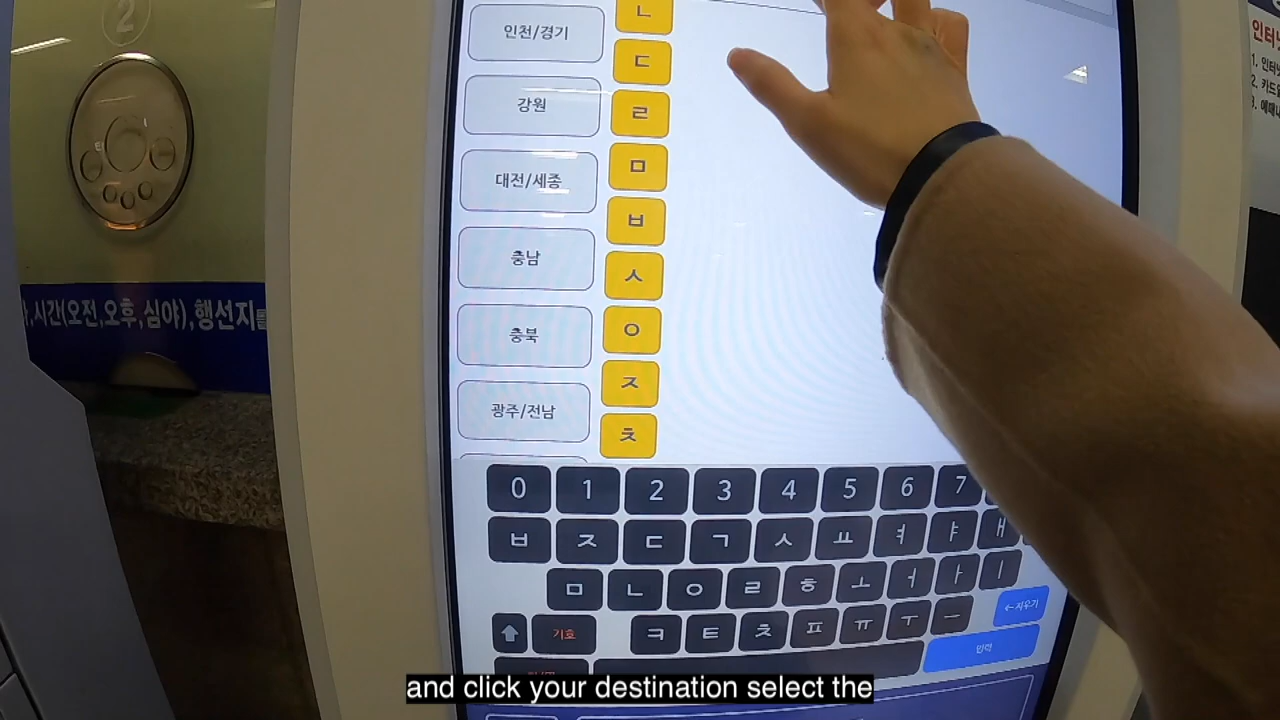 2
시간(오전,오후,심야),행선지
인천/경기
강원
대전/세종
충남
충북
광주/전남
ㄴ
ㄷ
ㄹ
ㅁ
ㅂ
ㅅ
ㅇ
ㅈ
ㅊ
0 1 2 3 4 5 6 7
ㅂ ㅈ ㄷ ㄱ ㅅ ㅛ ㅕ ㅑ ㅐ
ㅁ ㄴ ㅇ ㄹ ㅎ ㅗ ㅓ ㅏ ㅣ
←지우기
기호 ㅋ ㅌ ㅊ ㅍ ㅠ ㅜ ㅡ
입력
and click your destination select the